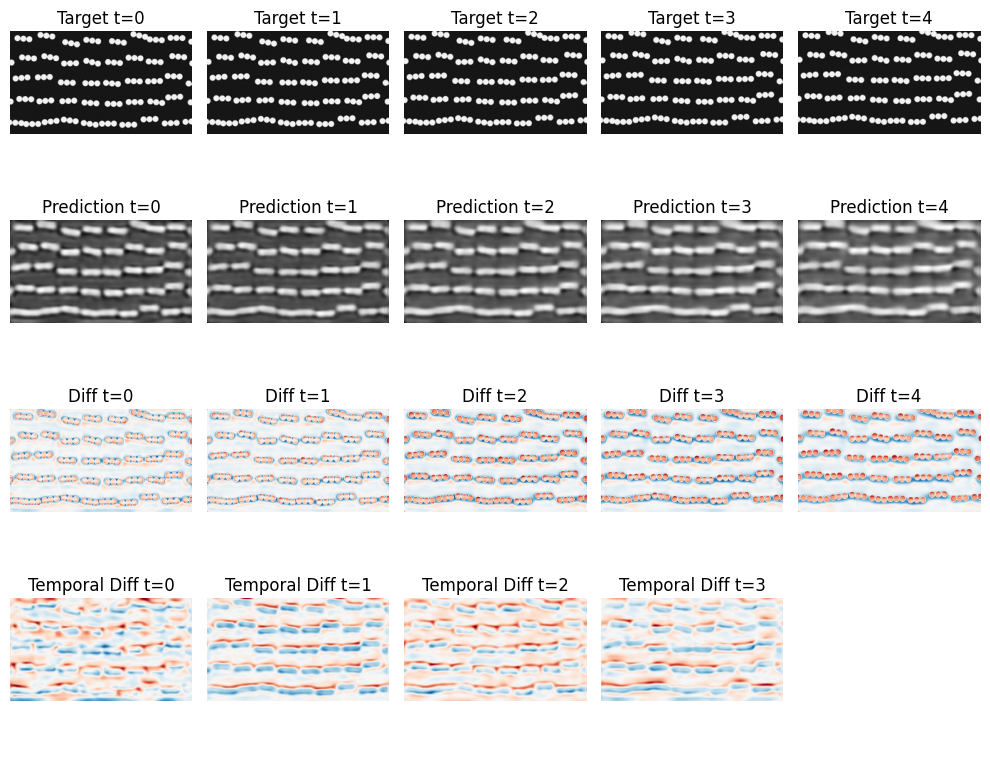 Target t=0 Target t=1 Target t=2 Target t=3 Target t=4
Prediction t=0 Prediction t=1 Prediction t=2 Prediction t=3 Prediction t=4
Diff t=0 Diff t=1 Diff t=2 Diff t=3 Diff t=4
Temporal Diff t=0 Temporal Diff t=1 Temporal Diff t=2 Temporal Diff t=3